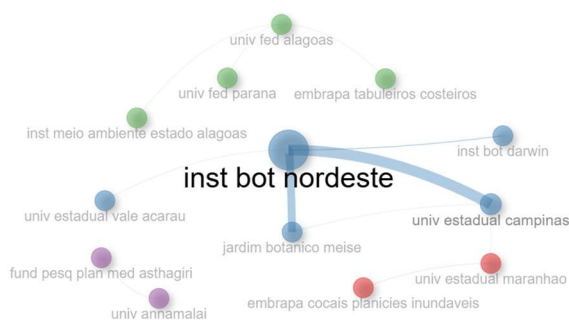 univ fed alagoas
univ fed parana
embrapa tabuleiros costeiros
inst meio ambiente estado alagoas
inst bot darwin
inst bot nordeste
univ estadual vale acarau
univ estadual campinas
jardim botanico meise
fund pesq plan med asthagiri
univ estadual maranhao
embrapa cocais planicies inundaveis
univ annamalai